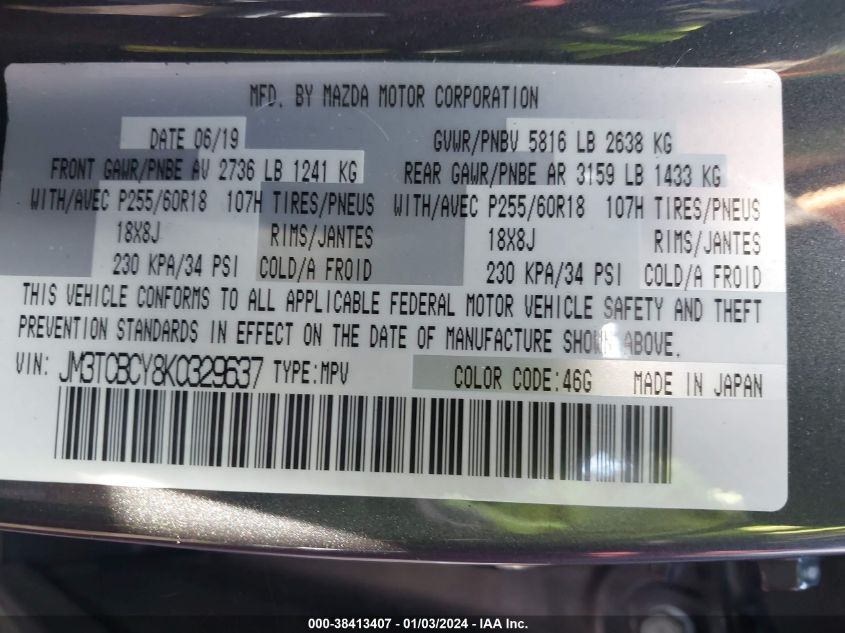 MFD. BY MAZDA MOTOR CORPORATION
DATE 06/19 GVWR/PNBV 5816 LB 2638 KG
FRONT GAWR/PNBE AV 2736 LB 1241 KG REAR GAWR/PNBE AR 3159 LB 1433 KG
WITH/AVEC P255/60R18 107H TIRES/PNEUS WITH/AVEC P255/60R18 107H TIRES/PNEUS
18X8J RIMS/JANTES 18X8J RIMS/JANTES
230 KPA/34 PSI COLD/A FROID 230 KPA/34 PSI COLD/A FROID
THIS VEHICLE CONFORMS TO ALL APPLICABLE FEDERAL MOTOR VEHICLE SAFETY AND THEFT
PREVENTION STANDARDS IN EFFECT ON THE DATE OF MANUFACTURE SHOWN ABOVE.
VIN: JM3TCBCY8K0329637 TYPE:MPV COLOR CODE:46G MADE IN JAPAN
000-38413407 - 01/03/2024 - IAA Inc.